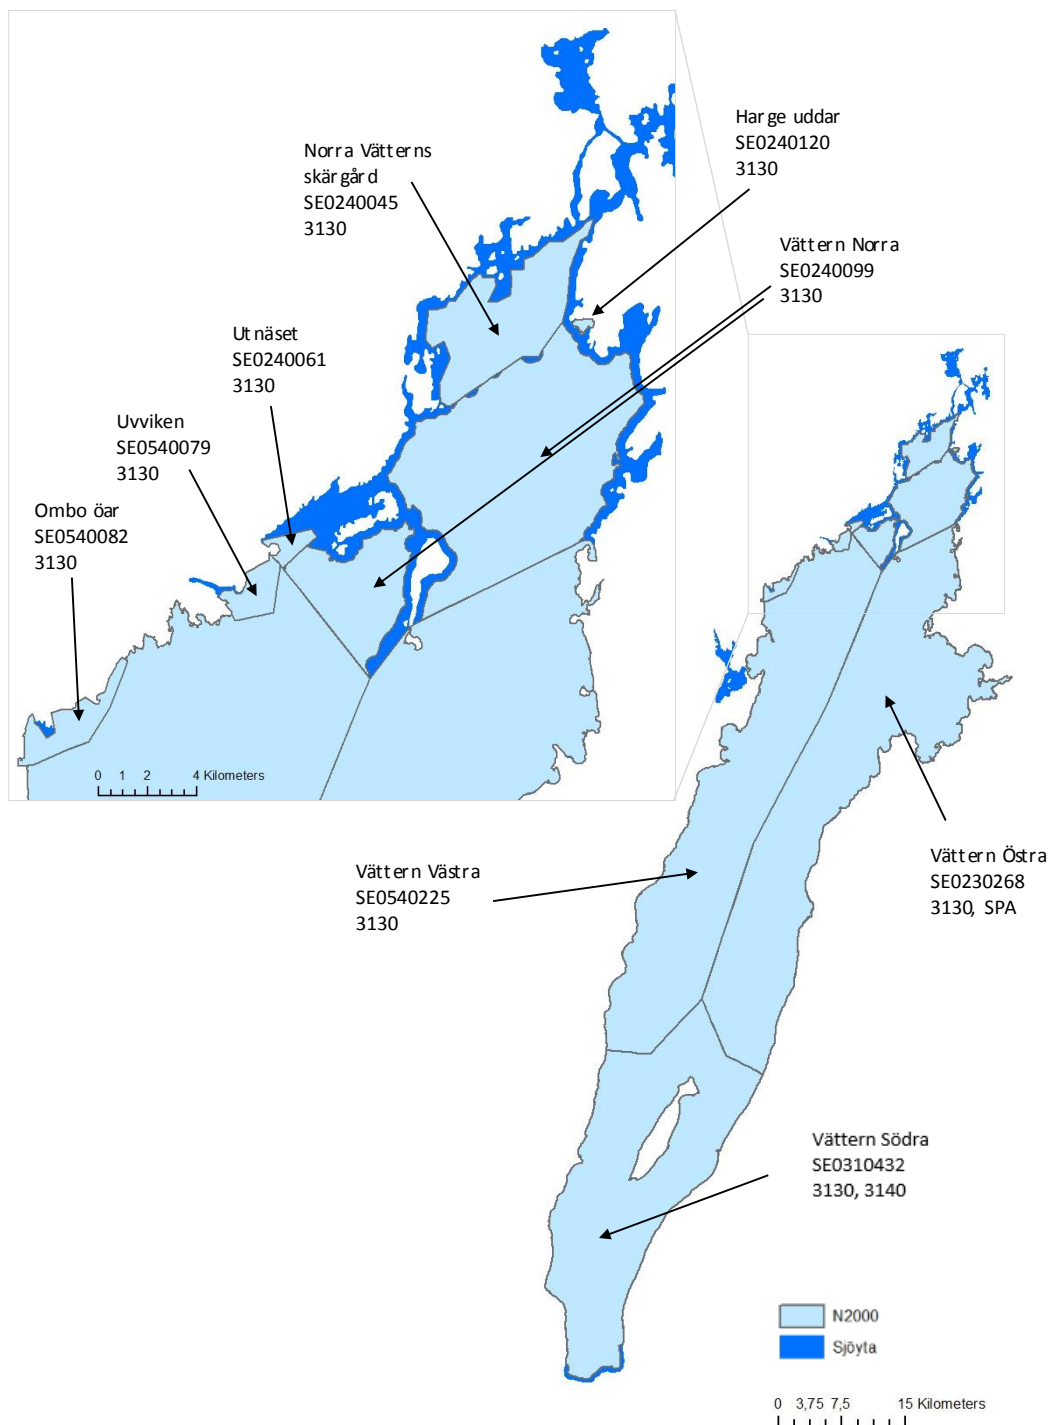 Norra Vätterns
skärgård
SE0240045
3130
Harge uddar
SE0240120
3130
Vättern Norra
SE0240099
3130
Utnäset
SE0240061
3130
Uvviken
SE0540079
3130
Ombo öar
SE0540082
3130
0 1 2 4 Kilometers
Vättern Västra
SE0540225
3130
Vättern Östra
SE0230268
3130, SPA
Vättern Södra
SE0310432
3130, 3140
N2000
Sjöyta
0 3,75 7,5 15 Kilometers